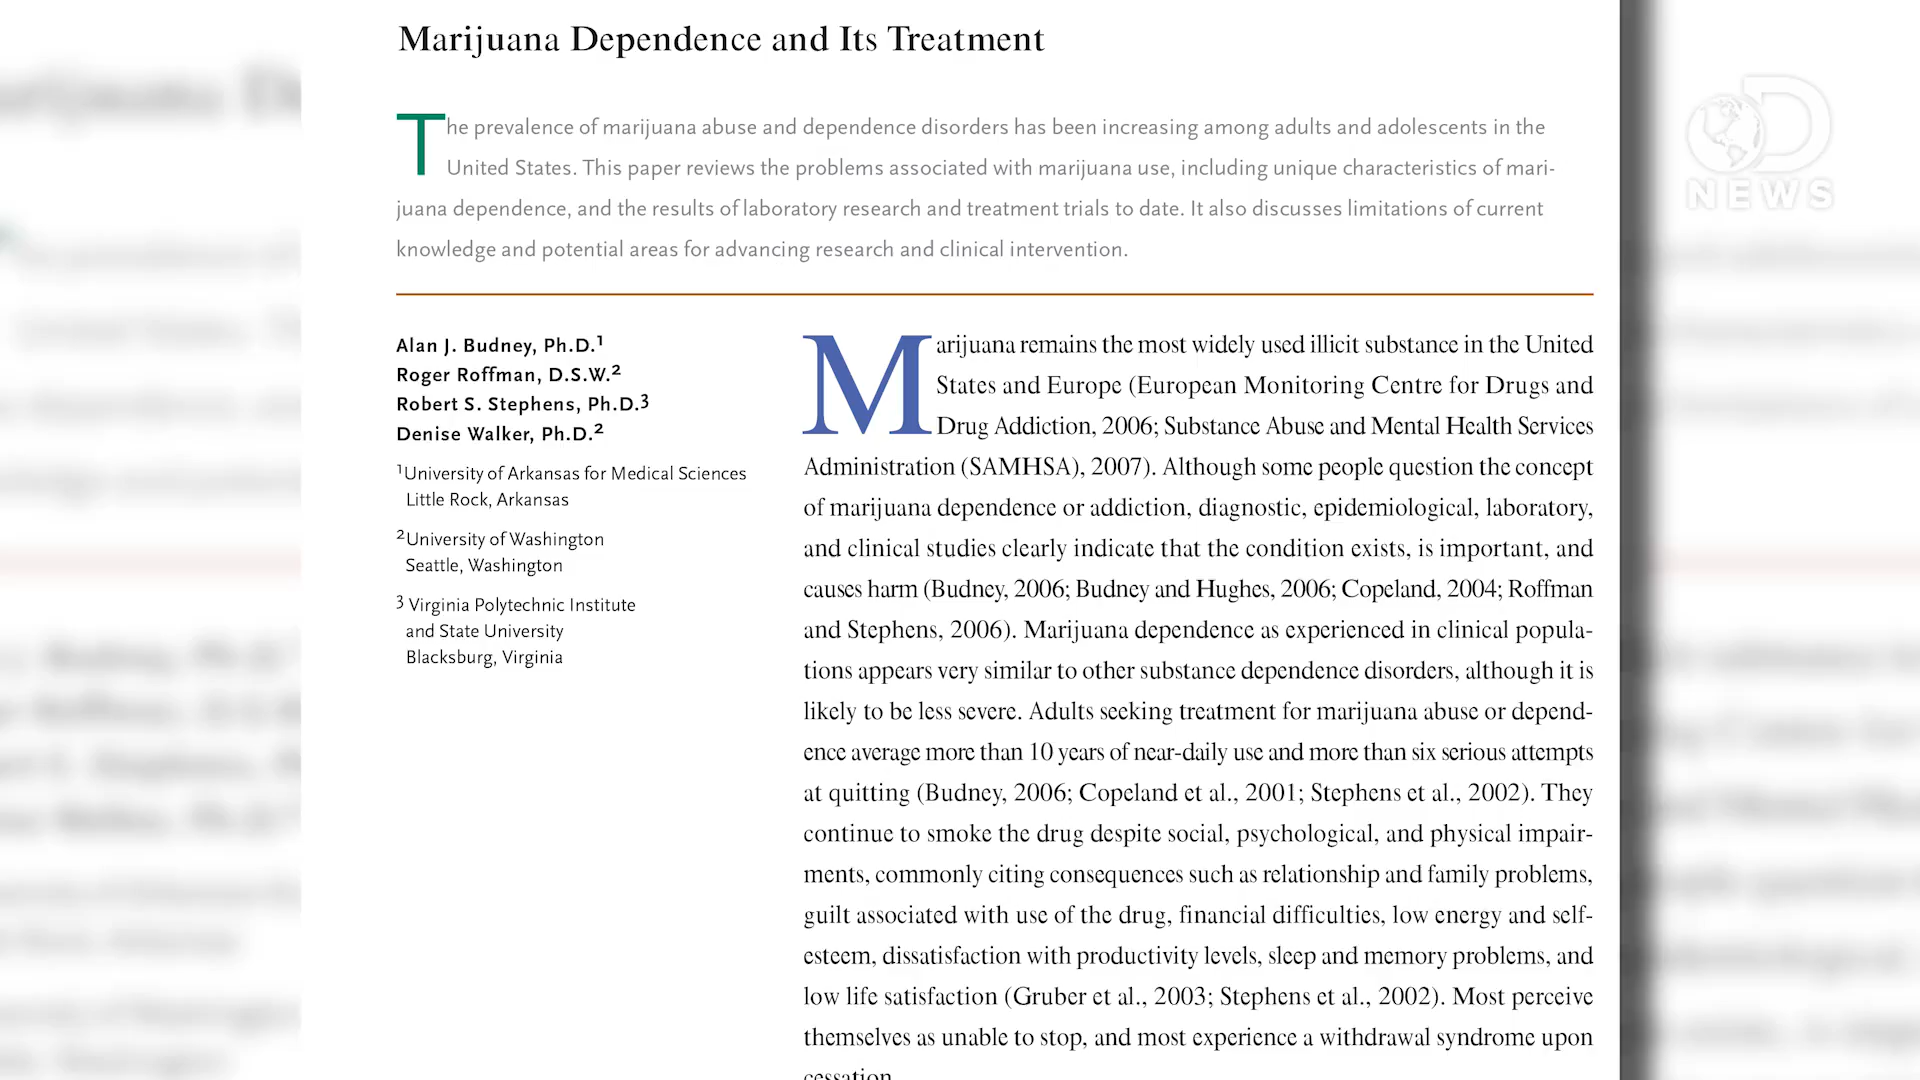 Marijuana Dependence and Its Treatment
The prevalence of marijuana abuse and dependence disorders has been increasing among adults and adolescents in the
United States. This paper reviews the problems associated with marijuana use, including unique characteristics of mari-
juana dependence, and the results of laboratory research and treatment trials to date. It also discusses limitations of current
knowledge and potential areas for advancing research and clinical intervention.
Alan J. Budney, Ph.D.¹
Roger Roffman, D.S.W.²
Robert S. Stephens, Ph.D.³
Denise Walker, Ph.D.²
¹University of Arkansas for Medical Sciences
Little Rock, Arkansas
²University of Washington
Seattle, Washington
³ Virginia Polytechnic Institute
and State University
Blacksburg, Virginia
Marijuana remains the most widely used illicit substance in the United
States and Europe (European Monitoring Centre for Drugs and
Drug Addiction, 2006; Substance Abuse and Mental Health Services
Administration (SAMHSA), 2007). Although some people question the concept
of marijuana dependence or addiction, diagnostic, epidemiological, laboratory,
and clinical studies clearly indicate that the condition exists, is important, and
causes harm (Budney, 2006; Budney and Hughes, 2006; Copeland, 2004; Roffman
and Stephens, 2006). Marijuana dependence as experienced in clinical popula-
tions appears very similar to other substance dependence disorders, although it is
likely to be less severe. Adults seeking treatment for marijuana abuse or depend-
ence average more than 10 years of near-daily use and more than six serious attempts
at quitting (Budney, 2006; Copeland et al., 2001; Stephens et al., 2002). They
continue to smoke the drug despite social, psychological, and physical impair-
ments, commonly citing consequences such as relationship and family problems,
guilt associated with use of the drug, financial difficulties, low energy and self-
esteem, dissatisfaction with productivity levels, sleep and memory problems, and
low life satisfaction (Gruber et al., 2003; Stephens et al., 2002). Most perceive
themselves as unable to stop, and most experience a withdrawal syndrome upon
cessation.
D
NEWS